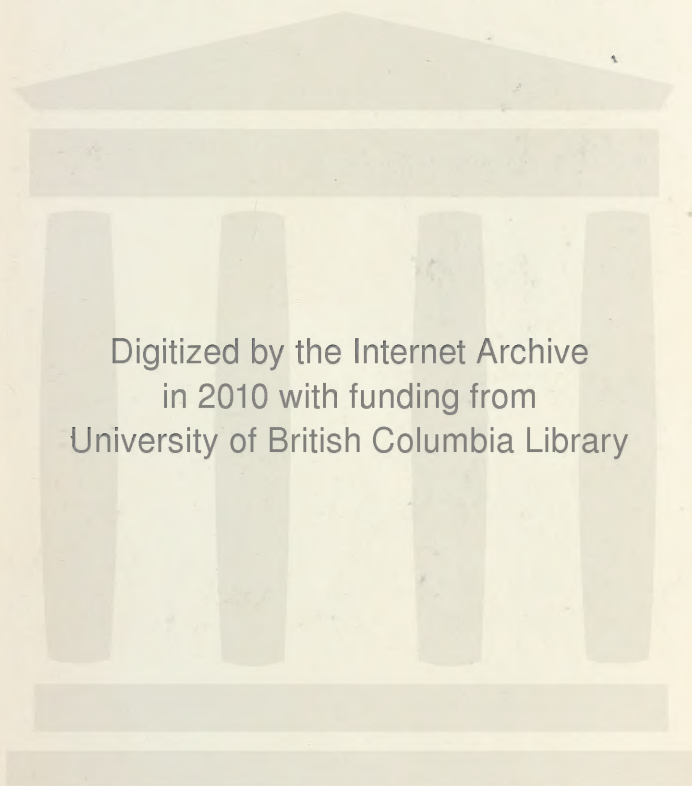 Digitized by the Internet Archive
in 2010 with funding from
University of British Columbia Library